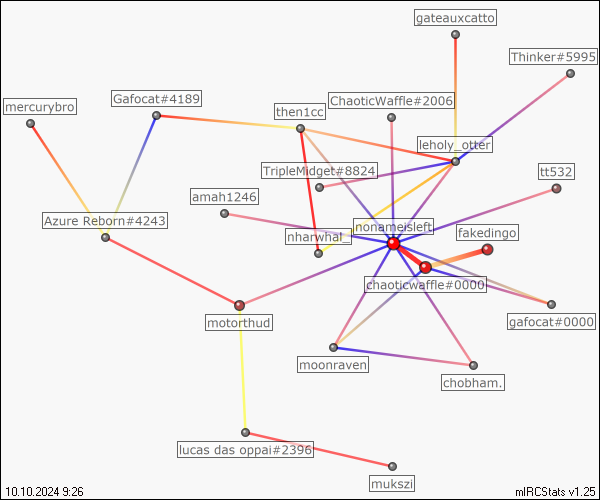 gateauxcatto
Thinker#5995
Gafocat#4189
ChaoticWaffle#2006
mercurybro
then1cc
leholy_otter
TripleMidget#8824
tt532
amah1246
Azure Reborn#4243
nonameisleft
fakedingo
nharwhal_
chaoticwaffle#0000
motorthud
gafocat#0000
moonraven
chobham.
lucas das oppai#2396
mukszi
10.10.2024 9:26
mIRCStats v1.25